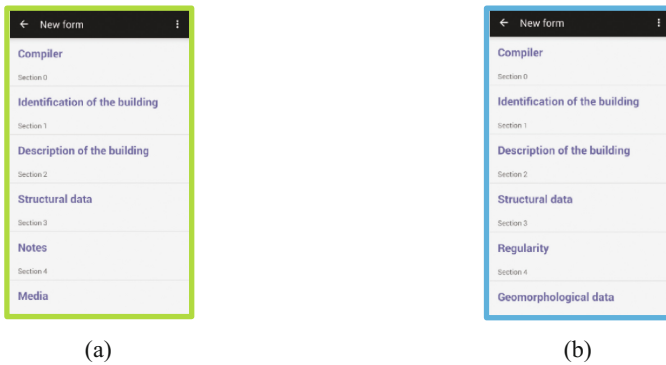 ← New form
Compiler
Section 0
Identification of the building
Section 1
Description of the building
Section 2
Structural data
Section 3
Notes
Section 4
Media
(a)
← New form
Compiler
Section 0
Identification of the building
Section 1
Description of the building
Section 2
Structural data
Section 3
Regularity
Section 4
Geomorphological data
(b)